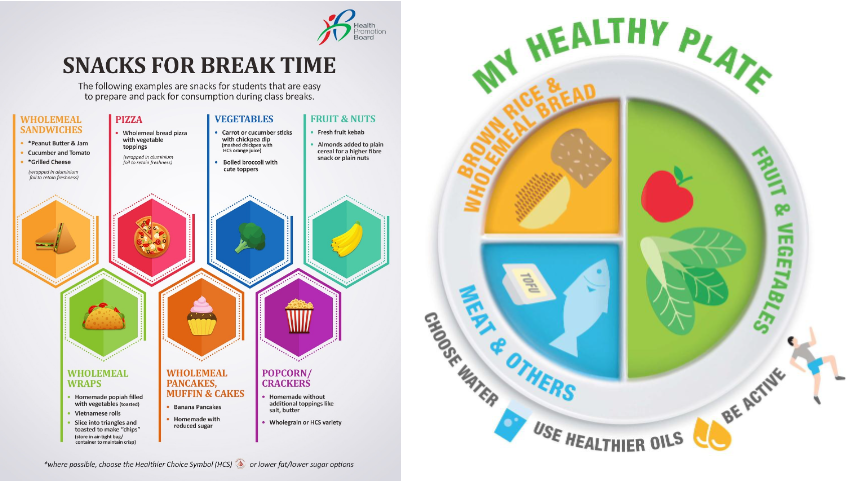 Health
Promotion
Board
SNACKS FOR BREAK TIME
The following examples are snacks for students that are easy
to prepare and pack for consumption during class breaks.
WHOLEMEAL
SANDWICHES
• *Peanut Butter & Jam
• Cucumber and Tomato
• *Grilled Cheese
(wrapped in aluminium
foil to retain freshness)
PIZZA
• Wholemeal bread pizza
with vegetable
toppings
(wrapped in aluminium
foil to retain freshness)
VEGETABLES
• Carrot or cucumber sticks
with chickpea dip
(mashed chickpea with
HCS orange juice)
• Boiled broccoli with
cute toppers
FRUIT & NUTS
• Fresh fruit kebab
• Almonds added to plain
cereal for a higher fibre
snack or plain nuts
WHOLEMEAL
WRAPS
• Homemade popiah filled
with vegetables (toasted)
• Vietnamese rolls
• Slice into triangles and
toasted to make "chips"
(store in air tight bag/
container to maintain crisp)
WHOLEMEAL
PANCAKES,
MUFFIN & CAKES
• Banana Pancakes
• Homemade with
reduced sugar
POPCORN/
CRACKERS
• Homemade without
additional toppings like
salt, butter
• Wholegrain or HCS variety
*where possible, choose the Healthier Choice Symbol (HCS) or lower fat/lower sugar options
MY HEALTHY PLATE
BROWN RICE &
WHOLEMEAL BREAD
FRUIT & VEGETABLES
TOFU
MEAT & OTHERS
CHOOSE WATER
USE HEALTHIER OILS
BE ACTIVE